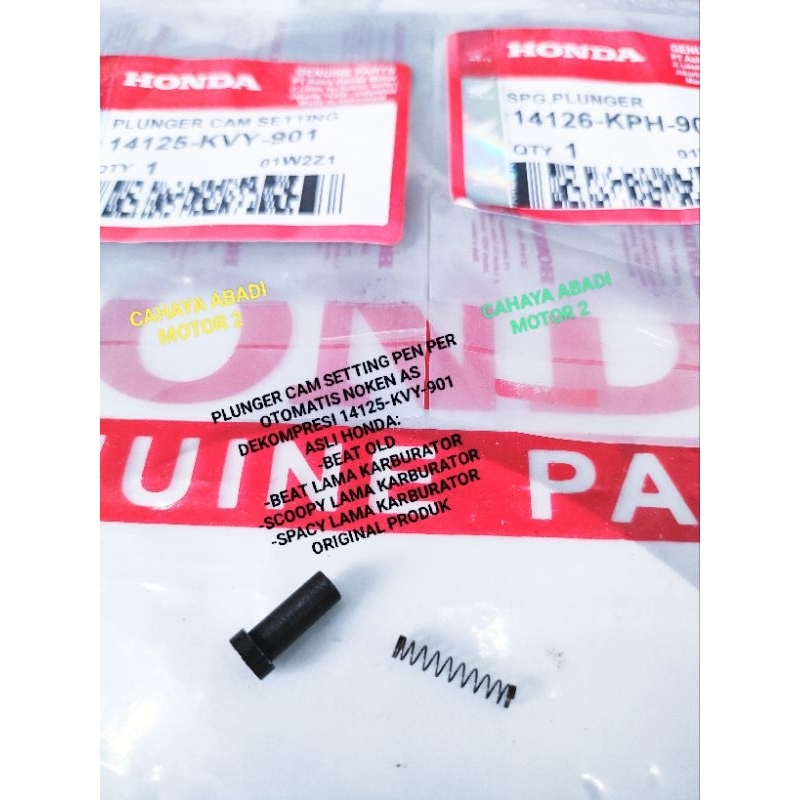 HONDA
GENUINE PARTS
PLUNGER CAM SETTING
14125-KVY-901
QTY 1
01W2Z1
HONDA
SPG,PLUNGER
14126-KPH-90
QTY 1
CAHAYA ABADI
MOTOR 2
CAHAYA ABADI
MOTOR 2
PLUNGER CAM SETTING PEN PER
OTOMATIS NOKEN AS
DEKOMPRESI 14125-KVY-901
ASLI HONDA:
-BEAT OLD
-BEAT LAMA KARBURATOR
-SCOOPY LAMA KARBURATOR
-SPACY LAMA KARBURATOR
ORIGINAL PRODUK
OND
UINE PA